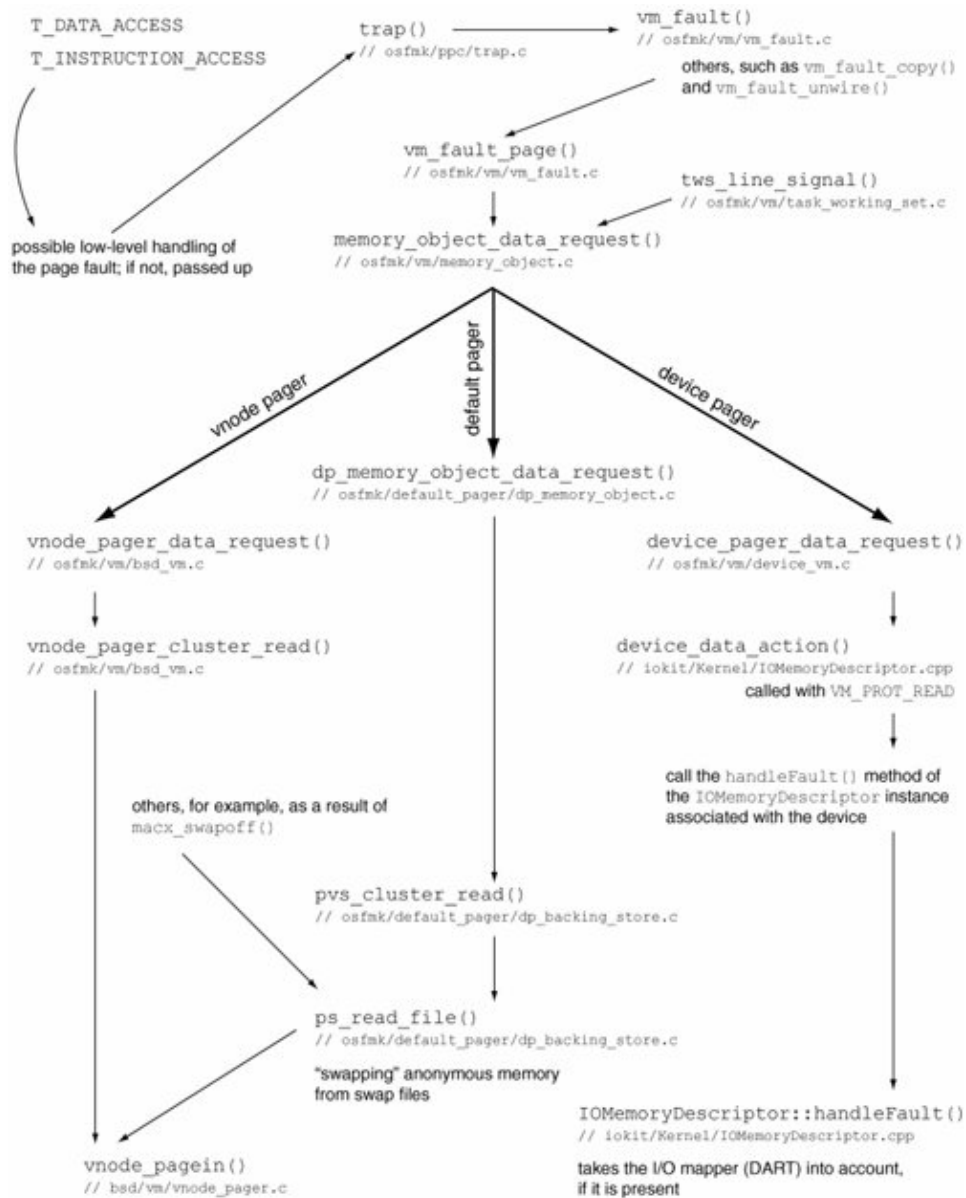 T_DATA_ACCESS
T_INSTRUCTION_ACCESS
trap()
// osfmk/ppc/trap.c
vm_fault()
// osfmk/vm/vm_fault.c
others, such as vm_fault_copy()
and vm_fault_unwire()
vm_fault_page()
// osfmk/vm/vm_fault.c
tws_line_signal()
// osfmk/vm/task_working_set.c
possible low-level handling of
the page fault; if not, passed up
memory_object_data_request()
// osfmk/vm/memory_object.c
vnode pager
default pager
device pager
dp_memory_object_data_request()
// osfmk/default_pager/dp_memory_object.c
vnode_pager_data_request()
// osfmk/vm/bsd_vm.c
device_pager_data_request()
// osfmk/vm/device_vm.c
vnode_pager_cluster_read()
// osfmk/vm/bsd_vm.c
device_data_action()
// iokit/Kernel/IOMemoryDescriptor.cpp
called with VM_PROT_READ
call the handleFault() method of
the IOMemoryDescriptor instance
associated with the device
others, for example, as a result of
macx_swapoff()
pvs_cluster_read()
// osfmk/default_pager/dp_backing_store.c
ps_read_file()
// osfmk/default_pager/dp_backing_store.c
“swapping” anonymous memory
from swap files
IOMemoryDescriptor::handleFault()
// iokit/Kernel/IOMemoryDescriptor.cpp
takes the I/O mapper (DART) into account,
if it is present
vnode_pagein()
// bsd/vm/vnode_pager.c